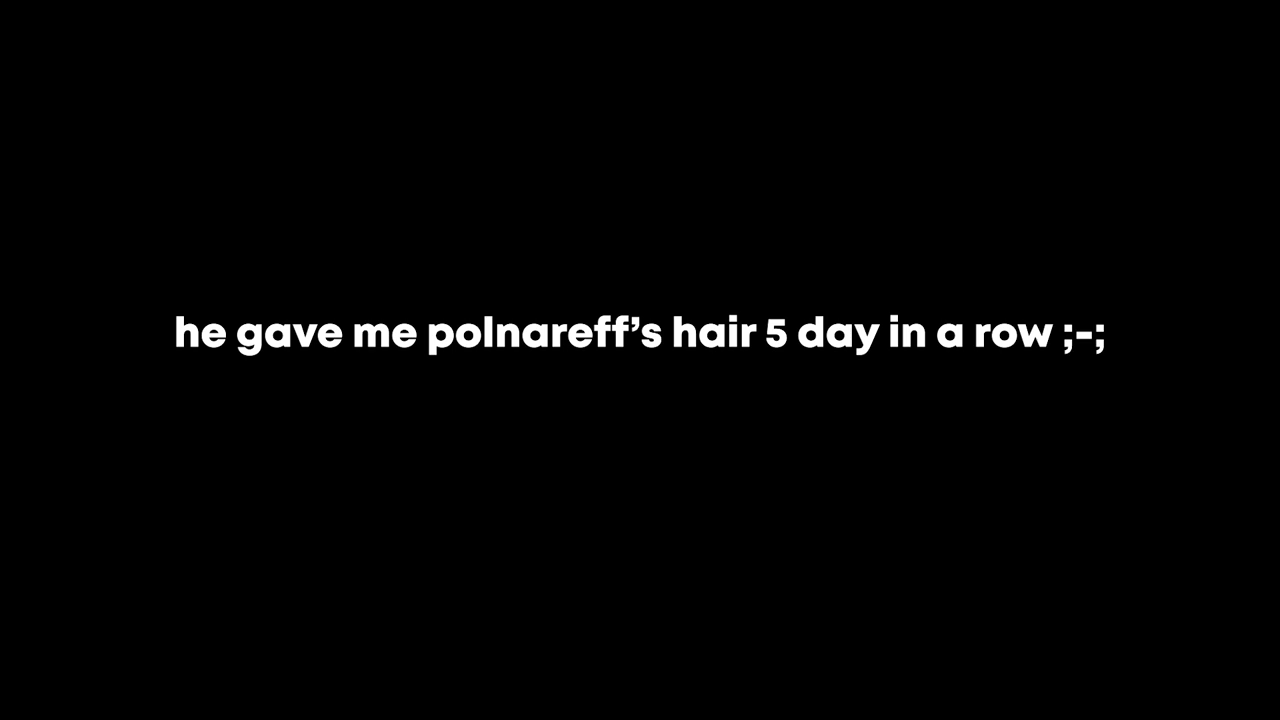 he gave me polnareff’s hair 5 day in a row ;-;